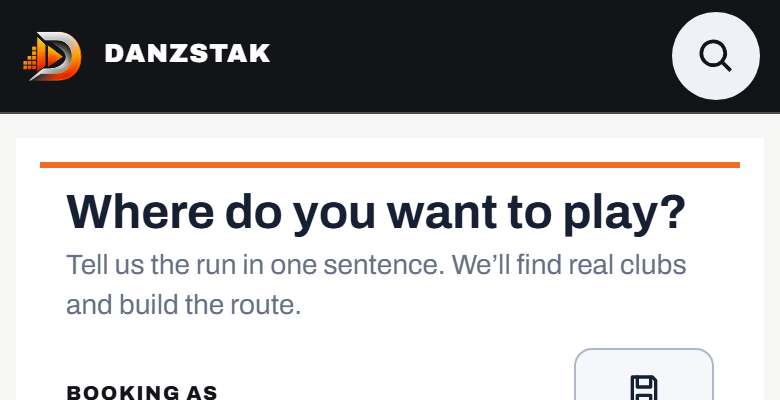 DANZSTAK
Where do you want to play?
Tell us the run in one sentence. We’ll find real clubs
and build the route.
BOOKING AS